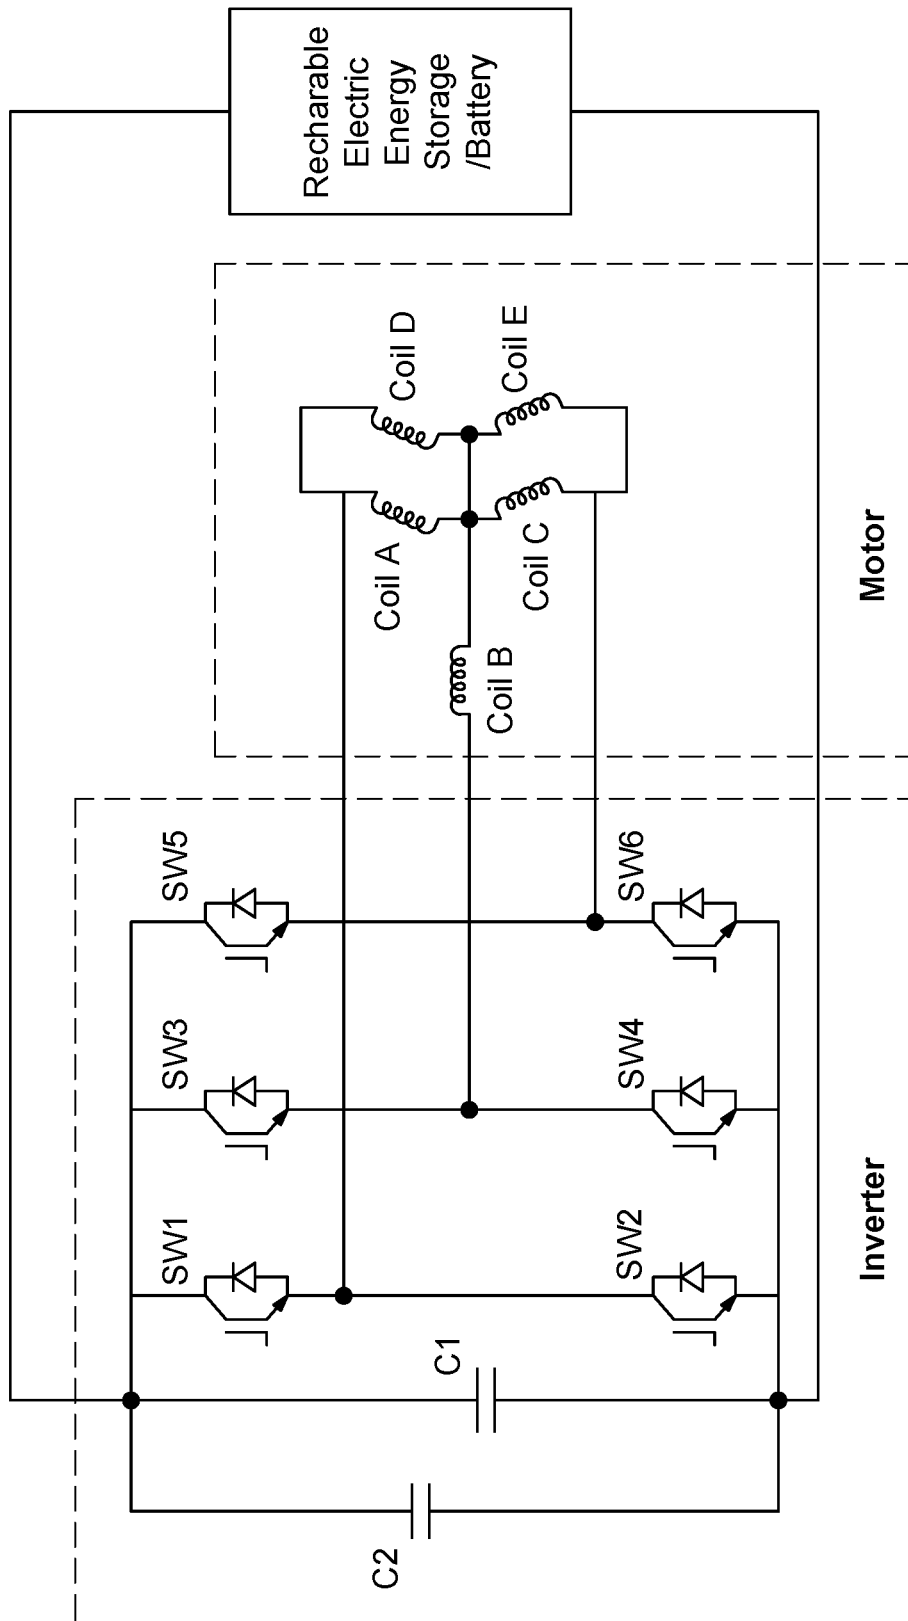 Recharable
Electric
Energy
Storage
/Battery
Coil D
Coil E
Coil A
Coil C
Coil B
Motor
SW5
SW6
SW3
SW4
SW1
SW2
Inverter
C1
C2